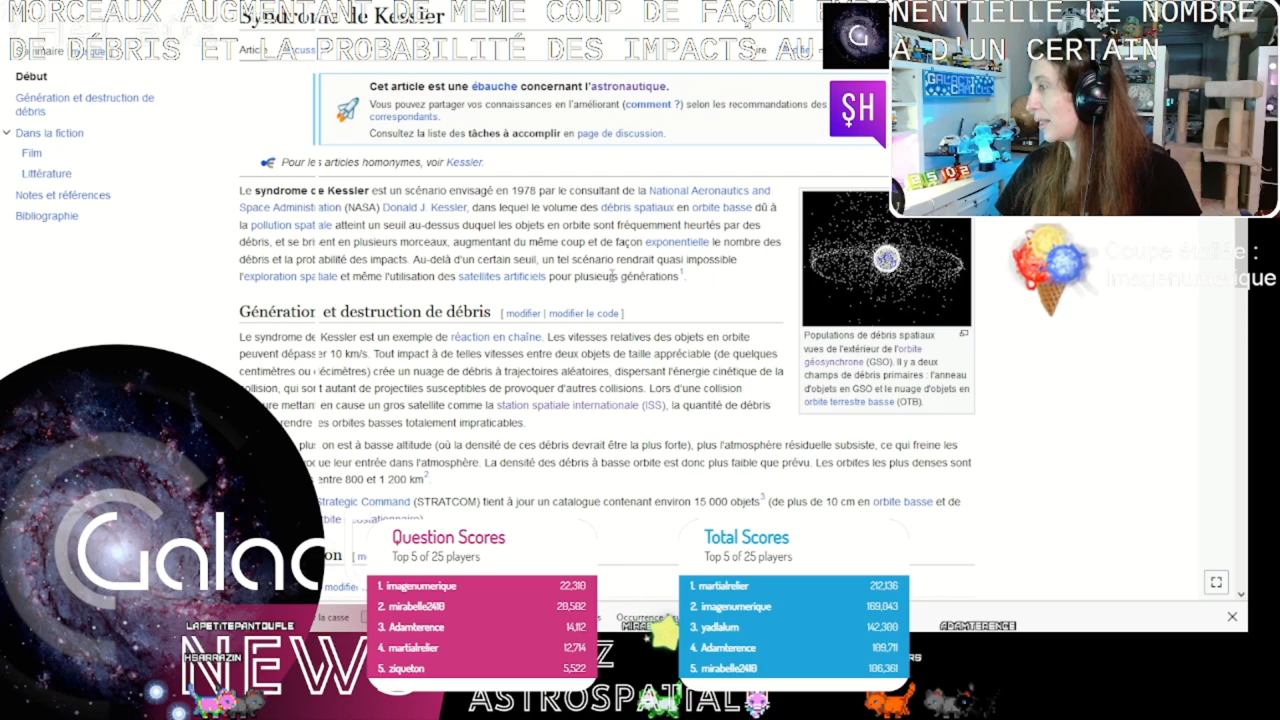 MORCEAUX AUGMENTANT DE MÊME COUP DE FAÇON EXPONENTIELLE LE NOMBRE
DE DÉBRIS ET LA PROBABILITÉ DES IMPACTS AU À D'UN CERTAIN
Syndrome de Kessler
Sommaire
Début
Génération et destruction de
débris
Dans la fiction
Film
Littérature
Notes et références
Bibliographie
Cet article est une ébauche concernant l'astronautique.
Vous pouvez partager vos connaissances en l'améliorant (comment ?) selon les recommandations des
correspondants.
Consultez la liste des tâches à accomplir en page de discussion.
Pour les articles homonymes, voir Kessler.
Le syndrome de Kessler est un scénario envisagé en 1978 par le consultant de la National Aeronautics and
Space Administration (NASA) Donald J. Kessler, dans lequel le volume des débris spatiaux en orbite basse dû à
la pollution spatiale atteint un seuil au-dessus duquel les objets en orbite sont fréquemment heurtés par des
débris, et se brisent en plusieurs morceaux, augmentant du même coup et de façon exponentielle le nombre des
débris et la probabilité des impacts. Au-delà d'un certain seuil, un tel scénario rendrait quasi impossible
l'exploration spatiale et même l'utilisation des satellites artificiels pour plusieurs générations1.
Génération et destruction de débris [ modifier | modifier le code ]
Le syndrome de Kessler est un exemple de réaction en chaîne. Les vitesses relatives des objets en orbite
peuvent dépasser 10 km/s. Tout impact à de telles vitesses entre deux objets de taille appréciable (de quelques
centimètres ou décimètres) crée un nuage de débris à trajectoires aléatoires, dispersant l'énergie cinétique de la
collision, qui sont autant de projectiles susceptibles de provoquer d'autres collisions. Lors d'une collision
ure mettant en cause un gros satellite comme la station spatiale internationale (ISS), la quantité de débris
rendre les orbites basses totalement impraticables.
plus on est à basse altitude (où la densité de ces débris devrait être la plus forte), plus l'atmosphère résiduelle subsiste, ce qui freine les
que leur entrée dans l'atmosphère. La densité des débris à basse orbite est donc plus faible que prévu. Les orbites les plus denses sont
entre 800 et 1 200 km2.
Strategic Command (STRATCOM) tient à jour un catalogue contenant environ 15 000 objets3 (de plus de 10 cm en orbite basse et de
Populations de débris spatiaux
vues de l'extérieur de l'orbite
géosynchrone (GSO). Il y a deux
champs de débris primaires : l'anneau
d'objets en GSO et le nuage d'objets en
orbite terrestre basse (OTB).
SH
Coupe étoilée :
Imagenumerique
Galac
Question Scores
Top 5 of 25 players
1. imagenumerique 22,310
2. mirabelle2410 20,502
3. Adamterence 14,112
4. martialrelier 12,714
5. ziqueton 5,522
Total Scores
Top 5 of 25 players
1. martialrelier 212,136
2. imagenumerique 169,043
3. yadlalum 142,300
4. Adamterence 109,711
5. mirabelle2410 106,361
la casse
LAPETITEPANTOUFLE
HSARRAZIN
ADAMTERENCE
NEW
ASTROSPATIAL